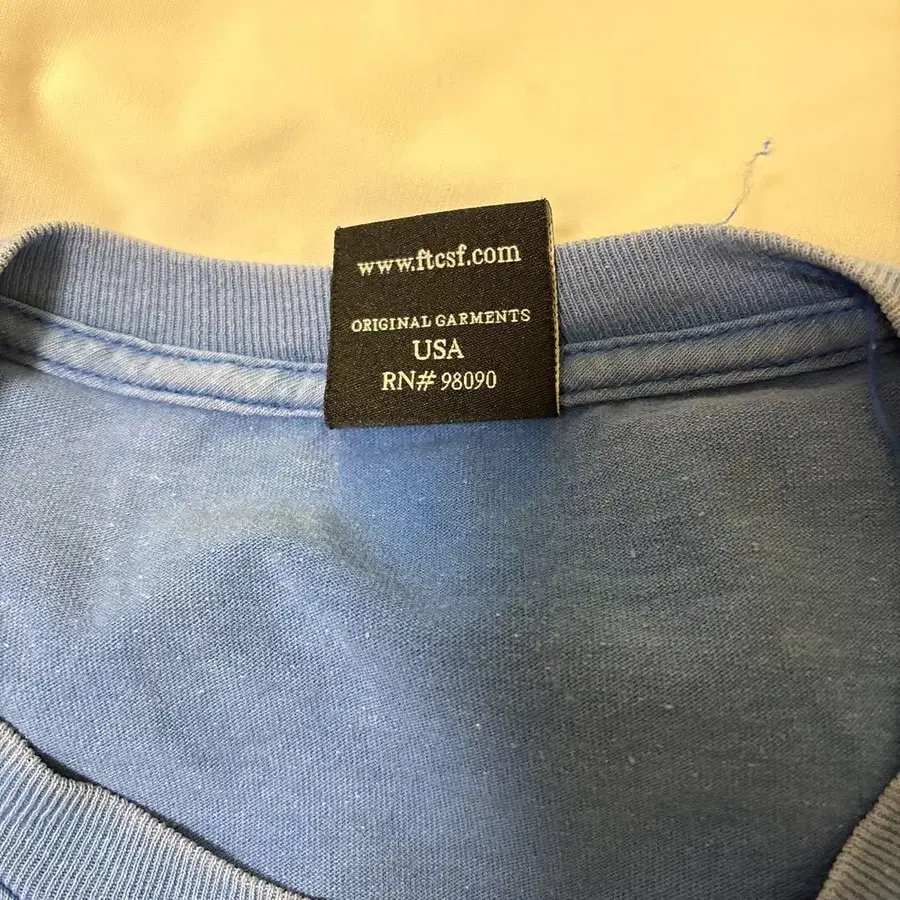 www.ftcsf.com
ORIGINAL GARMENTS
USA
RN# 98090